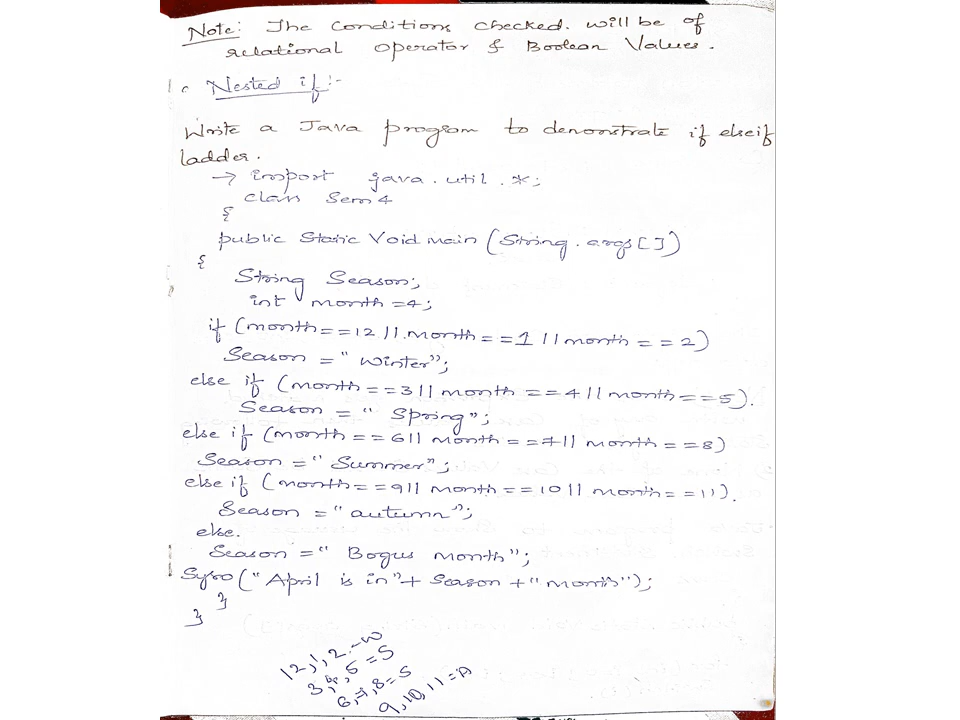 Note: The conditions checked. will be of
relational operator & Boolean Values.
Nested if:-
Write a Java program to demonstrate if elseif
ladder.
→ import java.util.*;
class Sem4
{
public Static Void main (String.args[])
{
String Season;
int month=4;
if (month==12 || month==1 || month==2)
Season = "Winter";
else if (month==3|| month==4|| month==5).
Season = " Spring";
else if (month==6|| month==7|| month==8)
Season = "Summer";
else if (month==9|| month==10|| month==11).
Season = "autumn";
else.
Season =" Bogus month";
Syso ("April is in"+ Season +"month");
}
}
12,1,2.-W
3,4,5=S
6,7,8=S
9,10,11=A